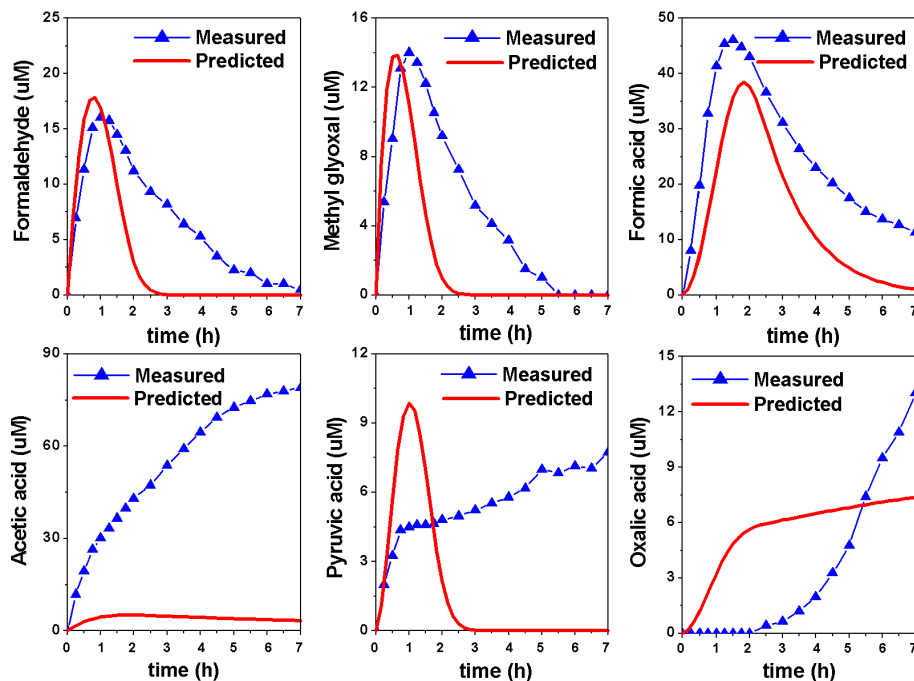 25
20
15
10
5
0
Formaldehyde (uM)
Measured
Predicted
0 1 2 3 4 5 6 7
time (h)
16
12
8
4
0
Methyl glyoxal (uM)
Measured
Predicted
0 1 2 3 4 5 6 7
time (h)
50
40
30
20
10
0
Formic acid (uM)
Measured
Predicted
0 1 2 3 4 5 6 7
time (h)
90
60
30
0
Acetic acid (uM)
Measured
Predicted
0 1 2 3 4 5 6 7
time (h)
12
9
6
3
0
Pyruvic acid (uM)
Measured
Predicted
0 1 2 3 4 5 6 7
time (h)
15
12
9
6
3
0
Oxalic acid (uM)
Measured
Predicted
0 1 2 3 4 5 6 7
time (h)